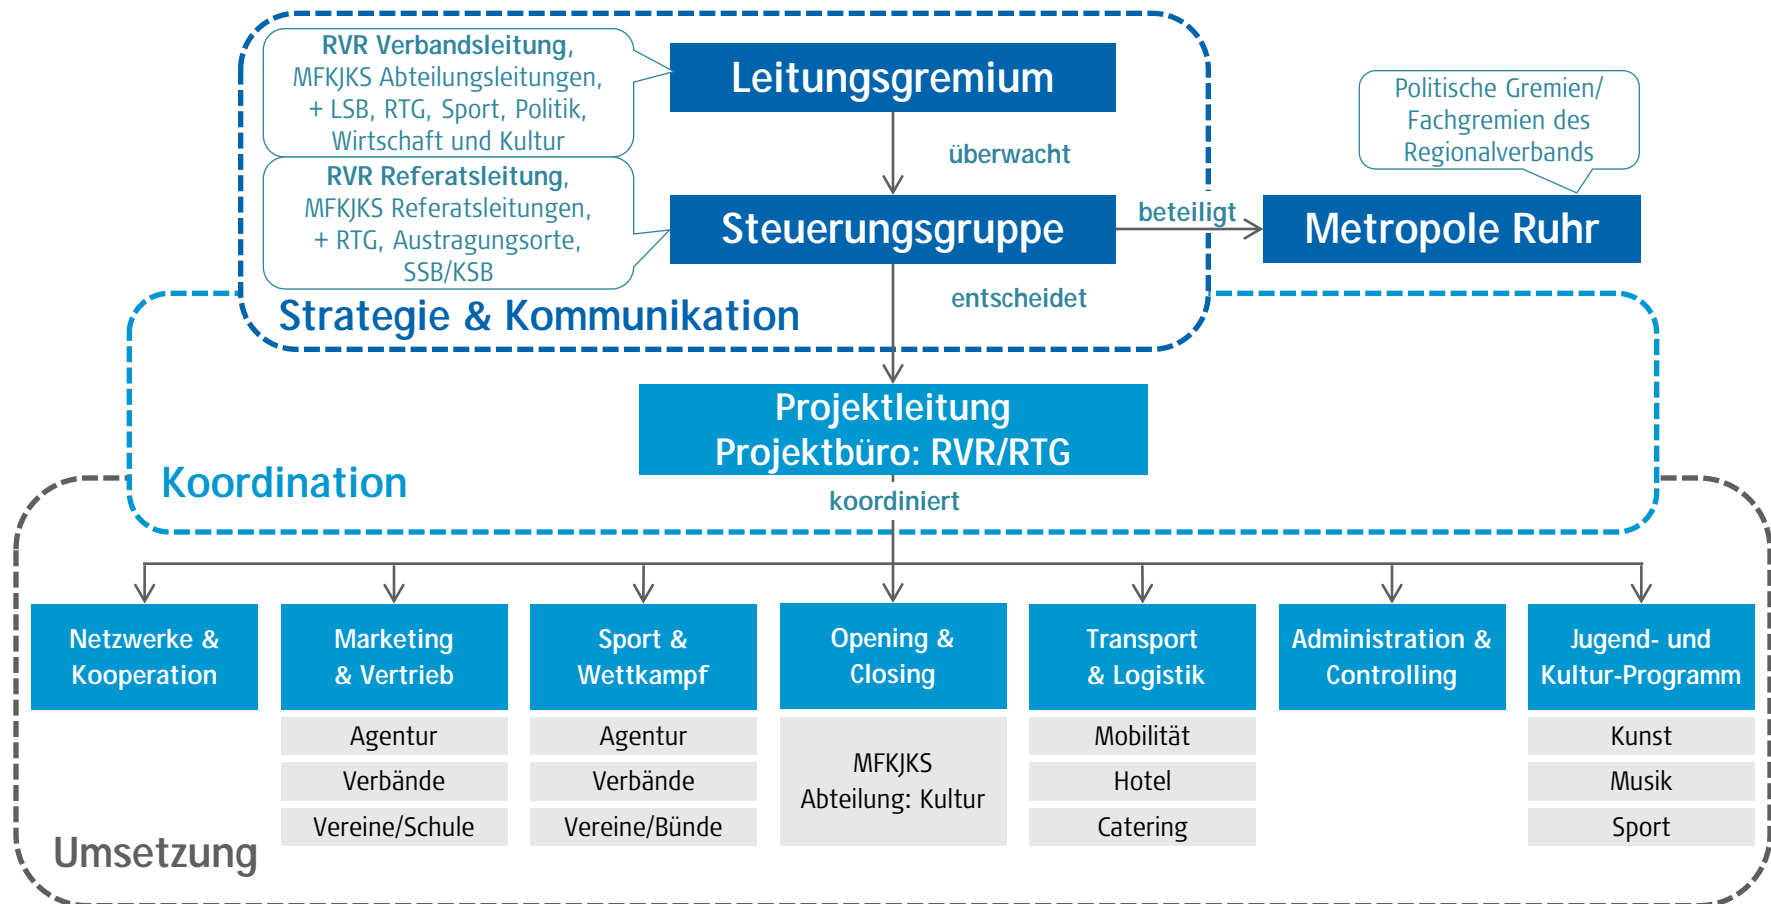 RVR Verbandsleitung,
MFKJKS Abteilungsleitungen,
+ LSB, RTG, Sport, Politik,
Wirtschaft und Kultur
Leitungsgremium
Politische Gremien/
Fachgremien des
Regionalverbands
überwacht
RVR Referatsleitung,
MFKJKS Referatsleitungen,
+ RTG, Austragungsorte,
SSB/KSB
Steuerungsgruppe
beteiligt
Metropole Ruhr
entscheidet
Strategie & Kommunikation
Projektleitung
Projektbüro: RVR/RTG
Koordination
koordiniert
Netzwerke &
Kooperation
Marketing
& Vertrieb
Agentur
Verbände
Vereine/Schule
Sport &
Wettkampf
Agentur
Verbände
Vereine/Bünde
Opening &
Closing
MFKJKS
Abteilung: Kultur
Transport
& Logistik
Mobilität
Hotel
Catering
Administration &
Controlling
Jugend- und
Kultur-Programm
Kunst
Musik
Sport
Umsetzung